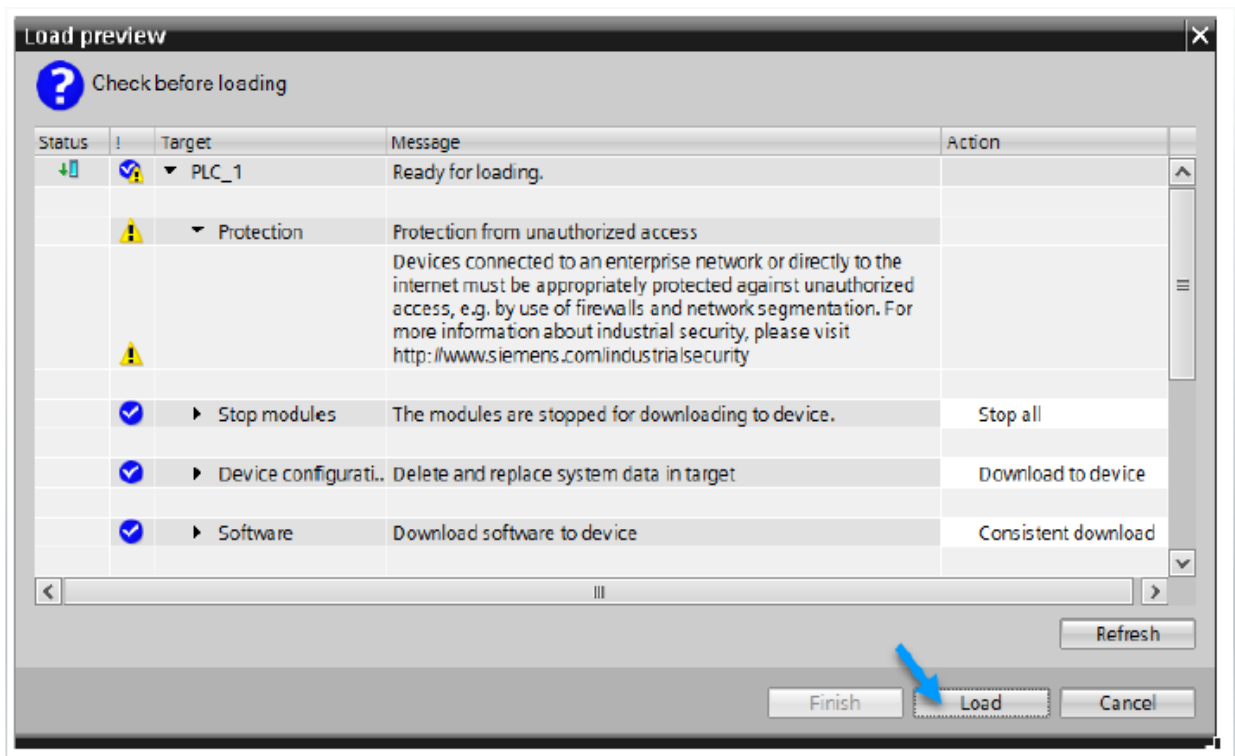 Load preview
Check before loading
Status ! Target Message Action
PLC_1 Ready for loading.
Protection Protection from unauthorized access
Devices connected to an enterprise network or directly to the
internet must be appropriately protected against unauthorized
access, e.g. by use of firewalls and network segmentation. For
more information about industrial security, please visit
http://www.siemens.com/industrialsecurity
Stop modules The modules are stopped for downloading to device. Stop all
Device configurati.. Delete and replace system data in target Download to device
Software Download software to device Consistent download
Refresh
Finish Load Cancel